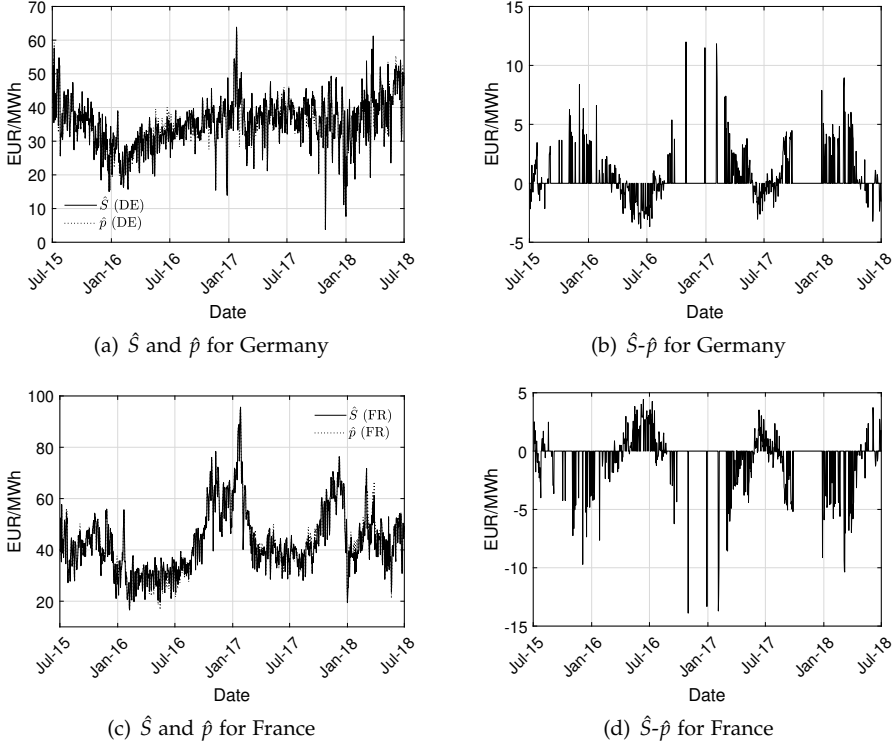 70
60
50
40
30
20
10
0
EUR/MWh
Ŝ (DE)
p̂ (DE)
Jul-15
Jan-16
Jul-16
Jan-17
Jul-17
Jan-18
Jul-18
Date
(a) Ŝ and p̂ for Germany
15
10
5
0
-5
EUR/MWh
Jul-15
Jan-16
Jul-16
Jan-17
Jul-17
Jan-18
Jul-18
Date
(b) Ŝ-p̂ for Germany
100
80
60
40
20
EUR/MWh
Ŝ (FR)
p̂ (FR)
Jul-15
Jan-16
Jul-16
Jan-17
Jul-17
Jan-18
Jul-18
Date
(c) Ŝ and p̂ for France
5
0
-5
-10
-15
EUR/MWh
Jul-15
Jan-16
Jul-16
Jan-17
Jul-17
Jan-18
Jul-18
Date
(d) Ŝ-p̂ for France